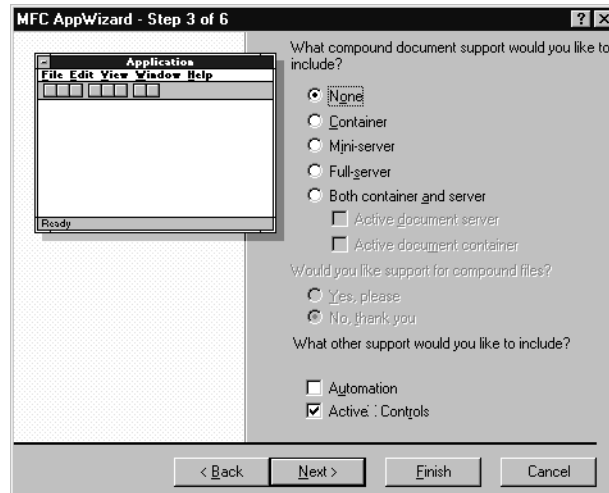 MFC AppWizard - Step 3 of 6
Application
File Edit View Window Help
Ready
What compound document support would you like to
include?
None
Container
Mini-server
Full-server
Both container and server
Active document server
Active document container
Would you like support for compound files?
Yes, please
No, thank you
What other support would you like to include?
Automation
Active Controls
< Back
Next >
Finish
Cancel